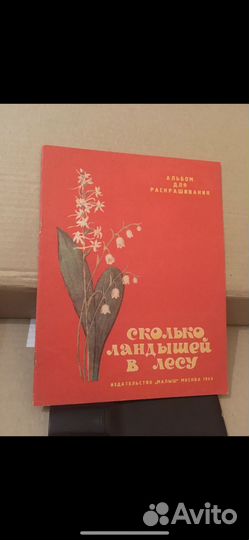 АЛЬБОМ
ДЛЯ
РАСКРАШИВАНИЯ
СКОЛЬКО
ЛАНДЫШЕЙ
В ЛЕСУ
ИЗДАТЕЛЬСТВО „МАЛЫШ" МОСКВА
Avito